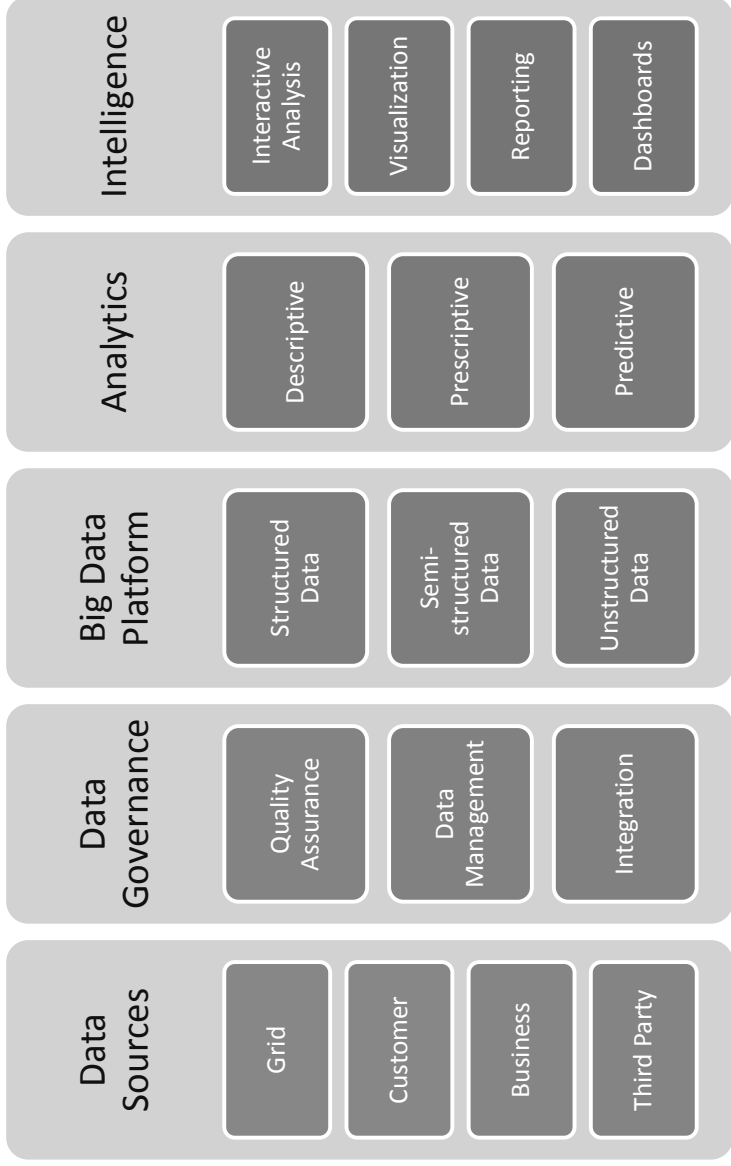 Data
Sources
Grid
Customer
Business
Third Party
Data
Governance
Quality
Assurance
Data
Management
Integration
Big Data
Platform
Structured
Data
Semi-
structured
Data
Unstructured
Data
Analytics
Descriptive
Prescriptive
Predictive
Intelligence
Interactive
Analysis
Visualization
Reporting
Dashboards